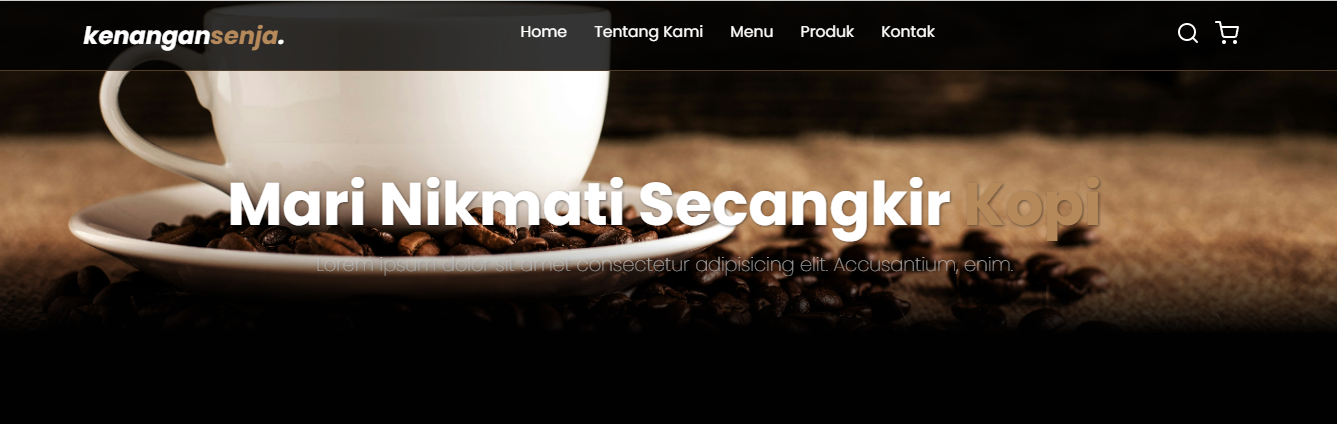 kenangansenja.
Home Tentang Kami Menu Produk Kontak
Mari Nikmati Secangkir Kopi
Lorem ipsum dolor sit amet consectetur adipisicing elit. Accusantium, enim.